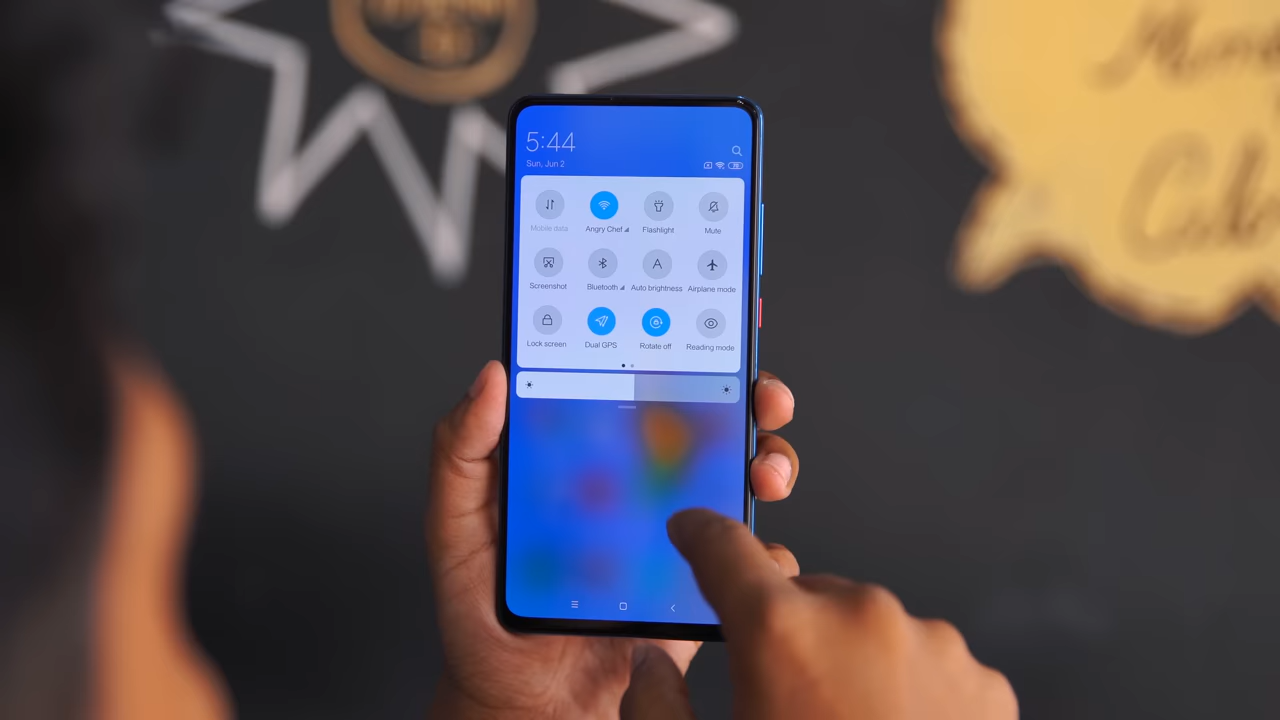 5:44
Sun, Jun 2
Mobile data Angry Chef Flashlight Mute
Screenshot Bluetooth Auto brightness Airplane mode
Lock screen Dual GPS Rotate off Reading mode